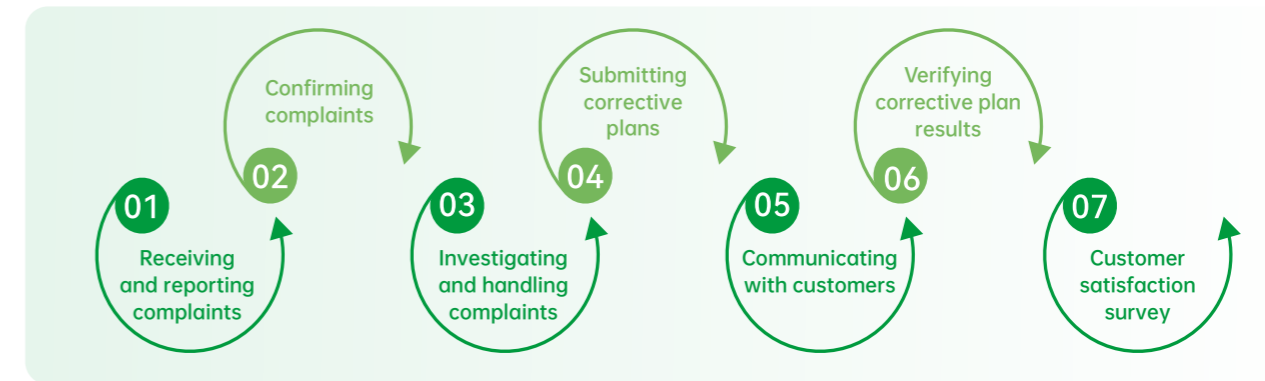 01
Receiving
and reporting
complaints
02
Confirming
complaints
03
Investigating
and handling
complaints
04
Submitting
corrective
plans
05
Communicating
with customers
06
Verifying
corrective plan
results
07
Customer
satisfaction
survey